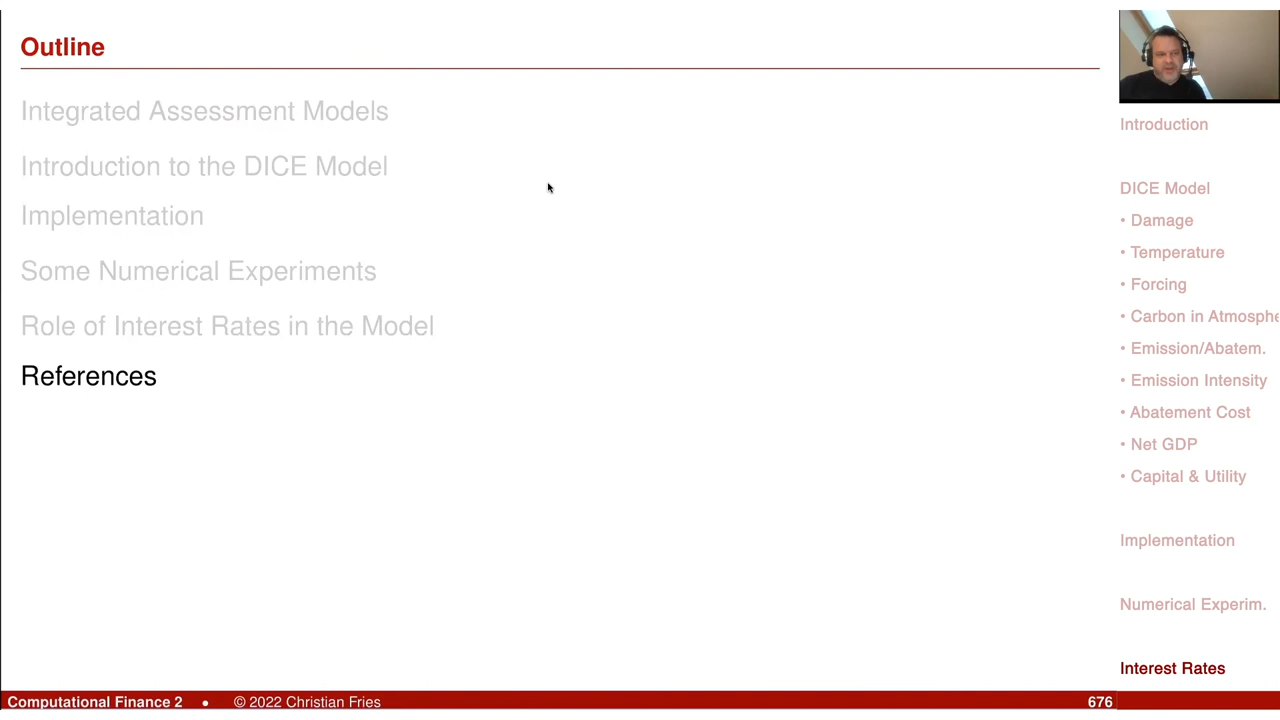 Outline
Integrated Assessment Models
Introduction to the DICE Model
Implementation
Some Numerical Experiments
Role of Interest Rates in the Model
References
Introduction
DICE Model
• Damage
• Temperature
• Forcing
• Carbon in Atmosphe
• Emission/Abatem.
• Emission Intensity
• Abatement Cost
• Net GDP
• Capital & Utility
Implementation
Numerical Experim.
Interest Rates
Computational Finance 2 • © 2022 Christian Fries 676